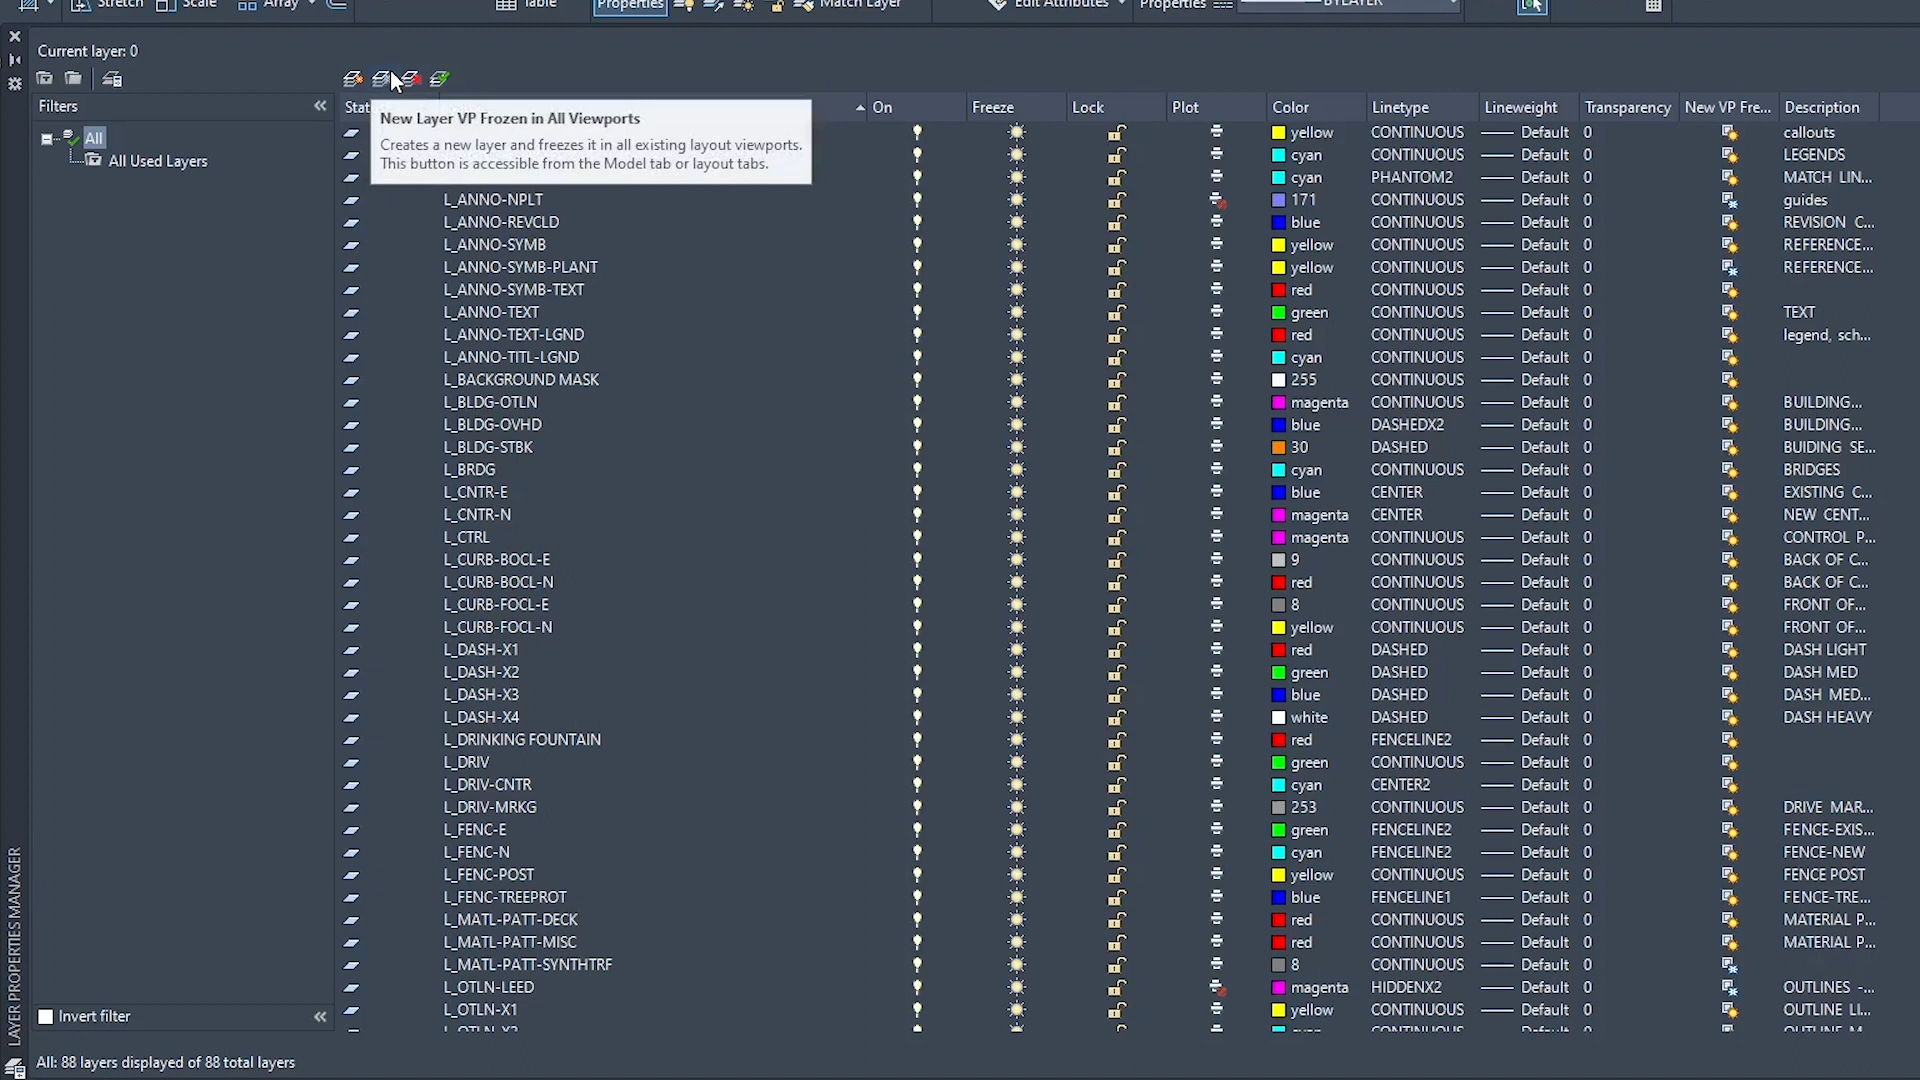 Stretch Scale Array Table Properties Match Layer Edit Attributes Properties BYLAYER
Current layer: 0
Filters
All
All Used Layers
Invert filter
All: 88 layers displayed of 88 total layers
LAYER PROPERTIES MANAGER
On Freeze Lock Plot Color Linetype Lineweight Transparency New VP Fre... Description
New Layer VP Frozen in All Viewports
Creates a new layer and freezes it in all existing layout viewports.
This button is accessible from the Model tab or layout tabs.
yellow CONTINUOUS Default 0 callouts
cyan CONTINUOUS Default 0 LEGENDS
cyan PHANTOM2 Default 0 MATCH LIN...
L_ANNO-NPLT 171 CONTINUOUS Default 0 guides
L_ANNO-REVCLD blue CONTINUOUS Default 0 REVISION C...
L_ANNO-SYMB yellow CONTINUOUS Default 0 REFERENCE...
L_ANNO-SYMB-PLANT yellow CONTINUOUS Default 0 REFERENCE...
L_ANNO-SYMB-TEXT red CONTINUOUS Default 0
L_ANNO-TEXT green CONTINUOUS Default 0 TEXT
L_ANNO-TEXT-LGND red CONTINUOUS Default 0 legend, sch...
L_ANNO-TITL-LGND cyan CONTINUOUS Default 0
L_BACKGROUND MASK 255 CONTINUOUS Default 0
L_BLDG-OTLN magenta CONTINUOUS Default 0 BUILDING...
L_BLDG-OVHD blue DASHEDX2 Default 0 BUILDING...
L_BLDG-STBK 30 DASHED Default 0 BUIDING SE...
L_BRDG cyan CONTINUOUS Default 0 BRIDGES
L_CNTR-E blue CENTER Default 0 EXISTING C...
L_CNTR-N magenta CENTER Default 0 NEW CENT...
L_CTRL magenta CONTINUOUS Default 0 CONTROL P...
L_CURB-BOCL-E 9 CONTINUOUS Default 0 BACK OF C...
L_CURB-BOCL-N red CONTINUOUS Default 0 BACK OF C...
L_CURB-FOCL-E 8 CONTINUOUS Default 0 FRONT OF...
L_CURB-FOCL-N yellow CONTINUOUS Default 0 FRONT OF...
L_DASH-X1 red DASHED Default 0 DASH LIGHT
L_DASH-X2 green DASHED Default 0 DASH MED
L_DASH-X3 blue DASHED Default 0 DASH MED...
L_DASH-X4 white DASHED Default 0 DASH HEAVY
L_DRINKING FOUNTAIN red FENCELINE2 Default 0
L_DRIV green CONTINUOUS Default 0
L_DRIV-CNTR cyan CENTER2 Default 0
L_DRIV-MRKG 253 CONTINUOUS Default 0 DRIVE MAR...
L_FENC-E green FENCELINE2 Default 0 FENCE-EXIS...
L_FENC-N cyan FENCELINE2 Default 0 FENCE-NEW
L_FENC-POST yellow CONTINUOUS Default 0 FENCE POST
L_FENC-TREEPROT blue FENCELINE1 Default 0 FENCE-TRE...
L_MATL-PATT-DECK red CONTINUOUS Default 0 MATERIAL P...
L_MATL-PATT-MISC red CONTINUOUS Default 0 MATERIAL P...
L_MATL-PATT-SYNTHTRF 8 CONTINUOUS Default 0
L_OTLN-LEED magenta HIDDENX2 Default 0 OUTLINES -...
L_OTLN-X1 yellow CONTINUOUS Default 0 OUTLINE LI...